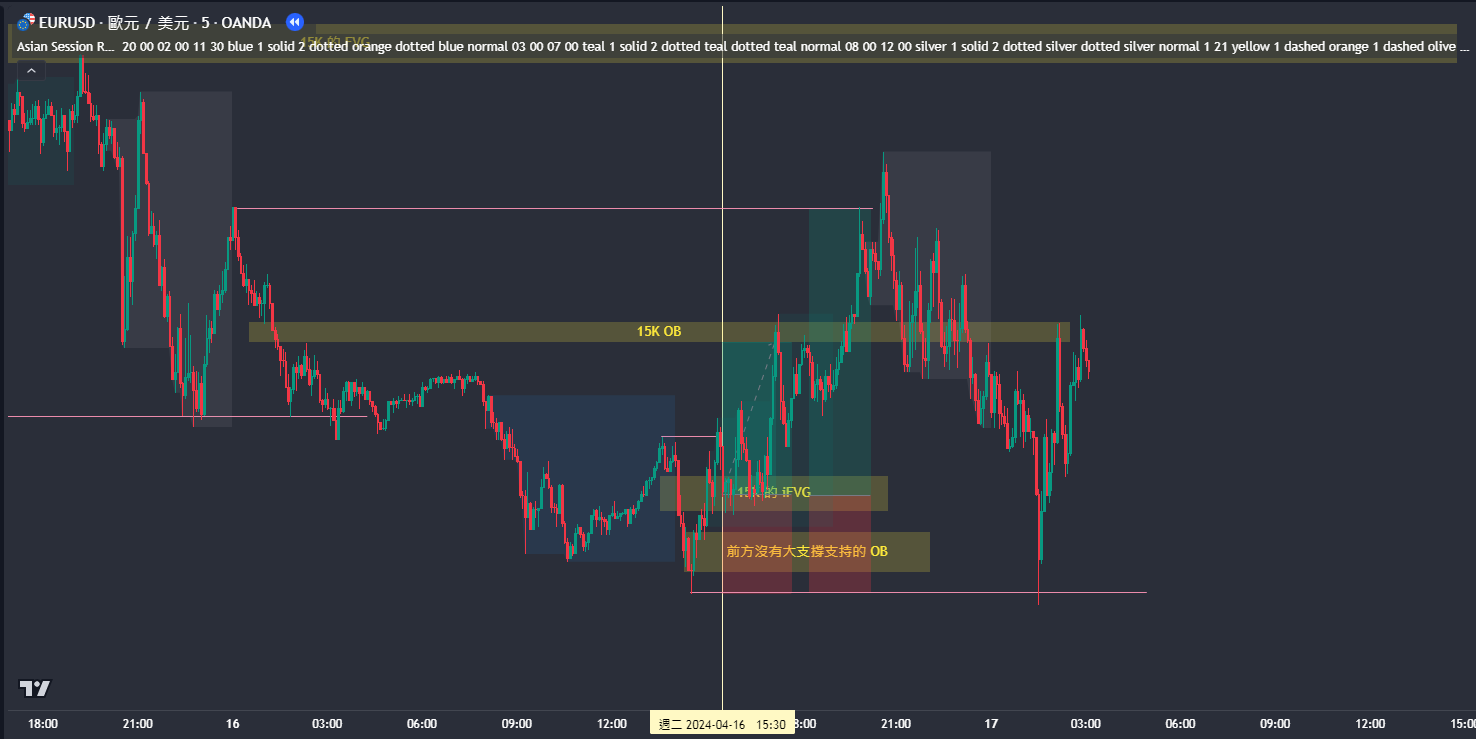 EURUSD · 歐元 / 美元 · 5 · OANDA
15K 的 FVG
Asian Session R... 20 00 02 00 11 30 blue 1 solid 2 dotted orange dotted blue normal 03 00 07 00 teal 1 solid 2 dotted teal dotted teal normal 08 00 12 00 silver 1 solid 2 dotted silver dotted silver normal 1 21 yellow 1 dashed orange 1 dashed olive ...
15K OB
15K 的 iFVG
前方沒有大支撐支持的 OB
18:00 21:00 16 03:00 06:00 09:00 12:00 週二 2024-04-16 15:30 8:00 21:00 17 03:00 06:00 09:00 12:00 15:00